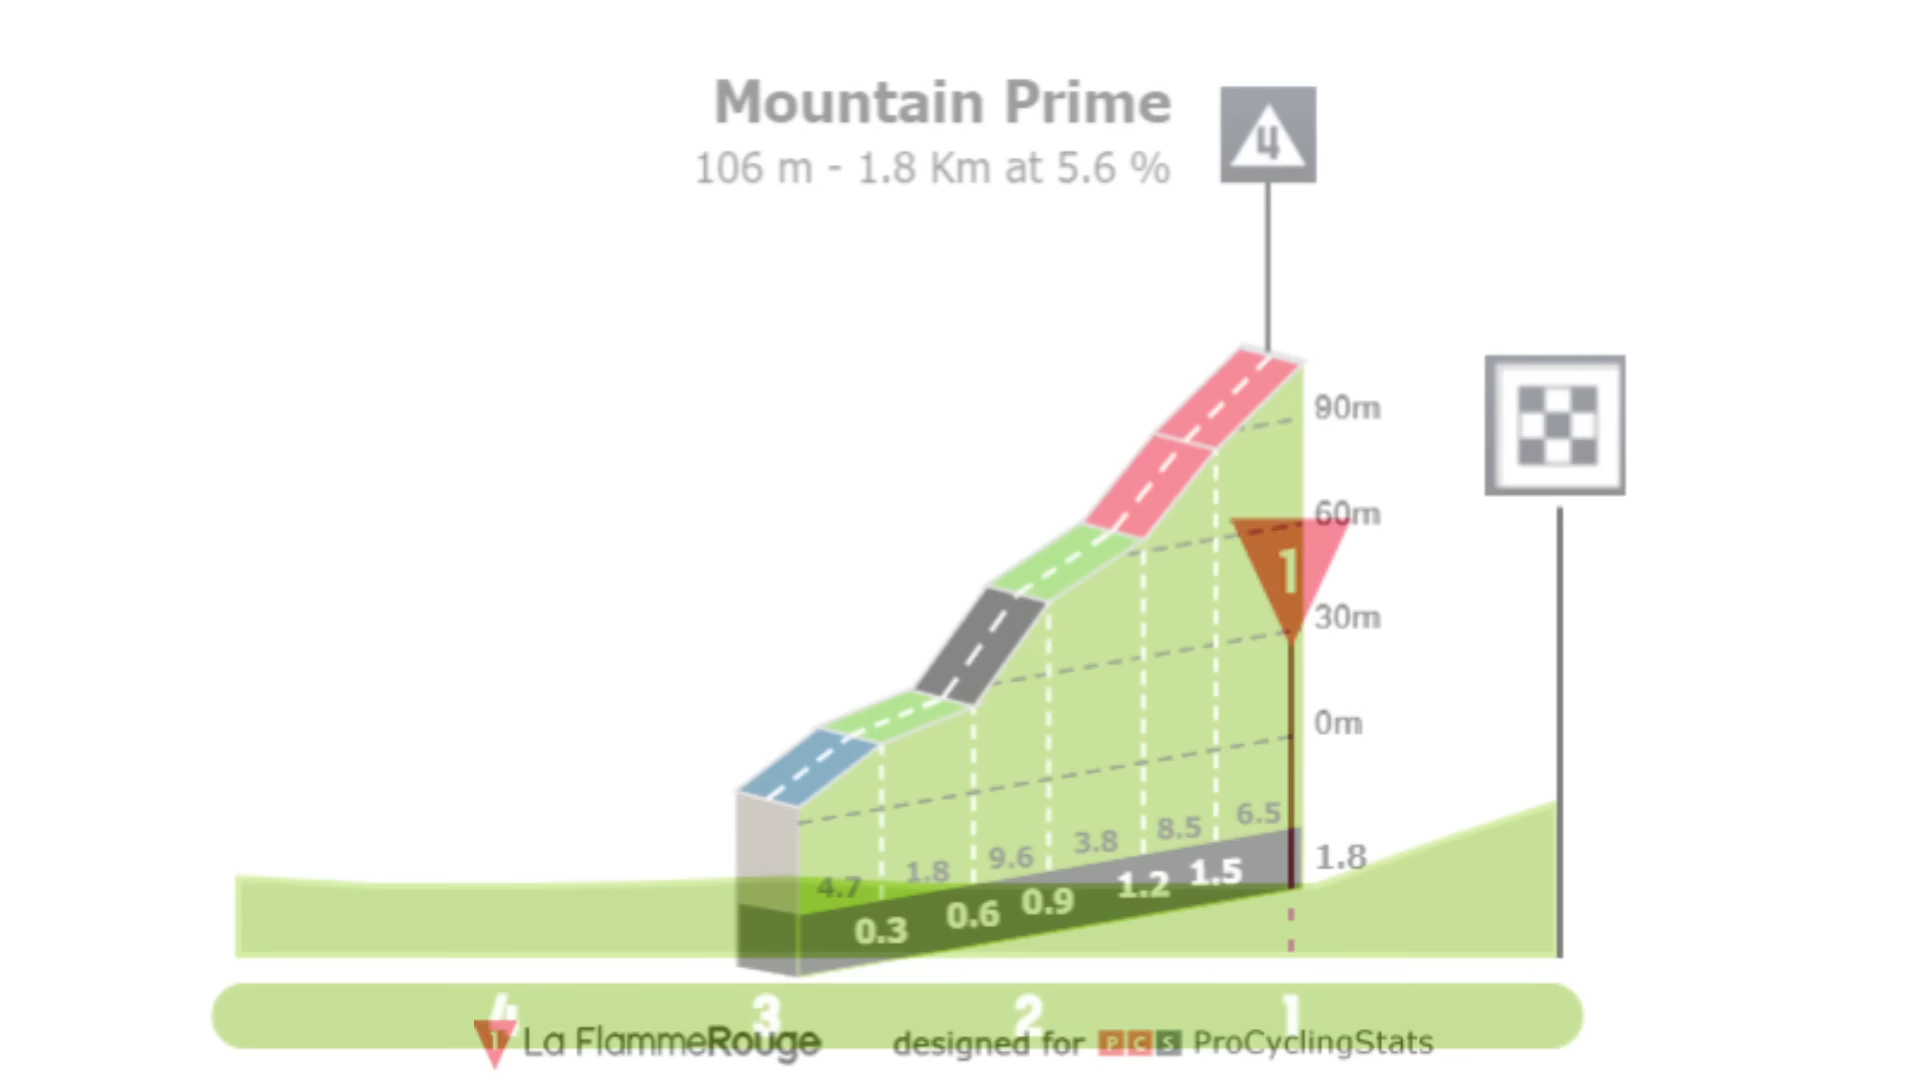 Mountain Prime
4
106 m - 1.8 Km at 5.6 %
90m
60m
1
30m
0m
4.7 1.8 9.6 3.8 8.5 6.5
0.3 0.6 0.9 1.2 1.5 1.8
4 3 2 1
1 La FlammeRouge designed for PCS ProCyclingStats